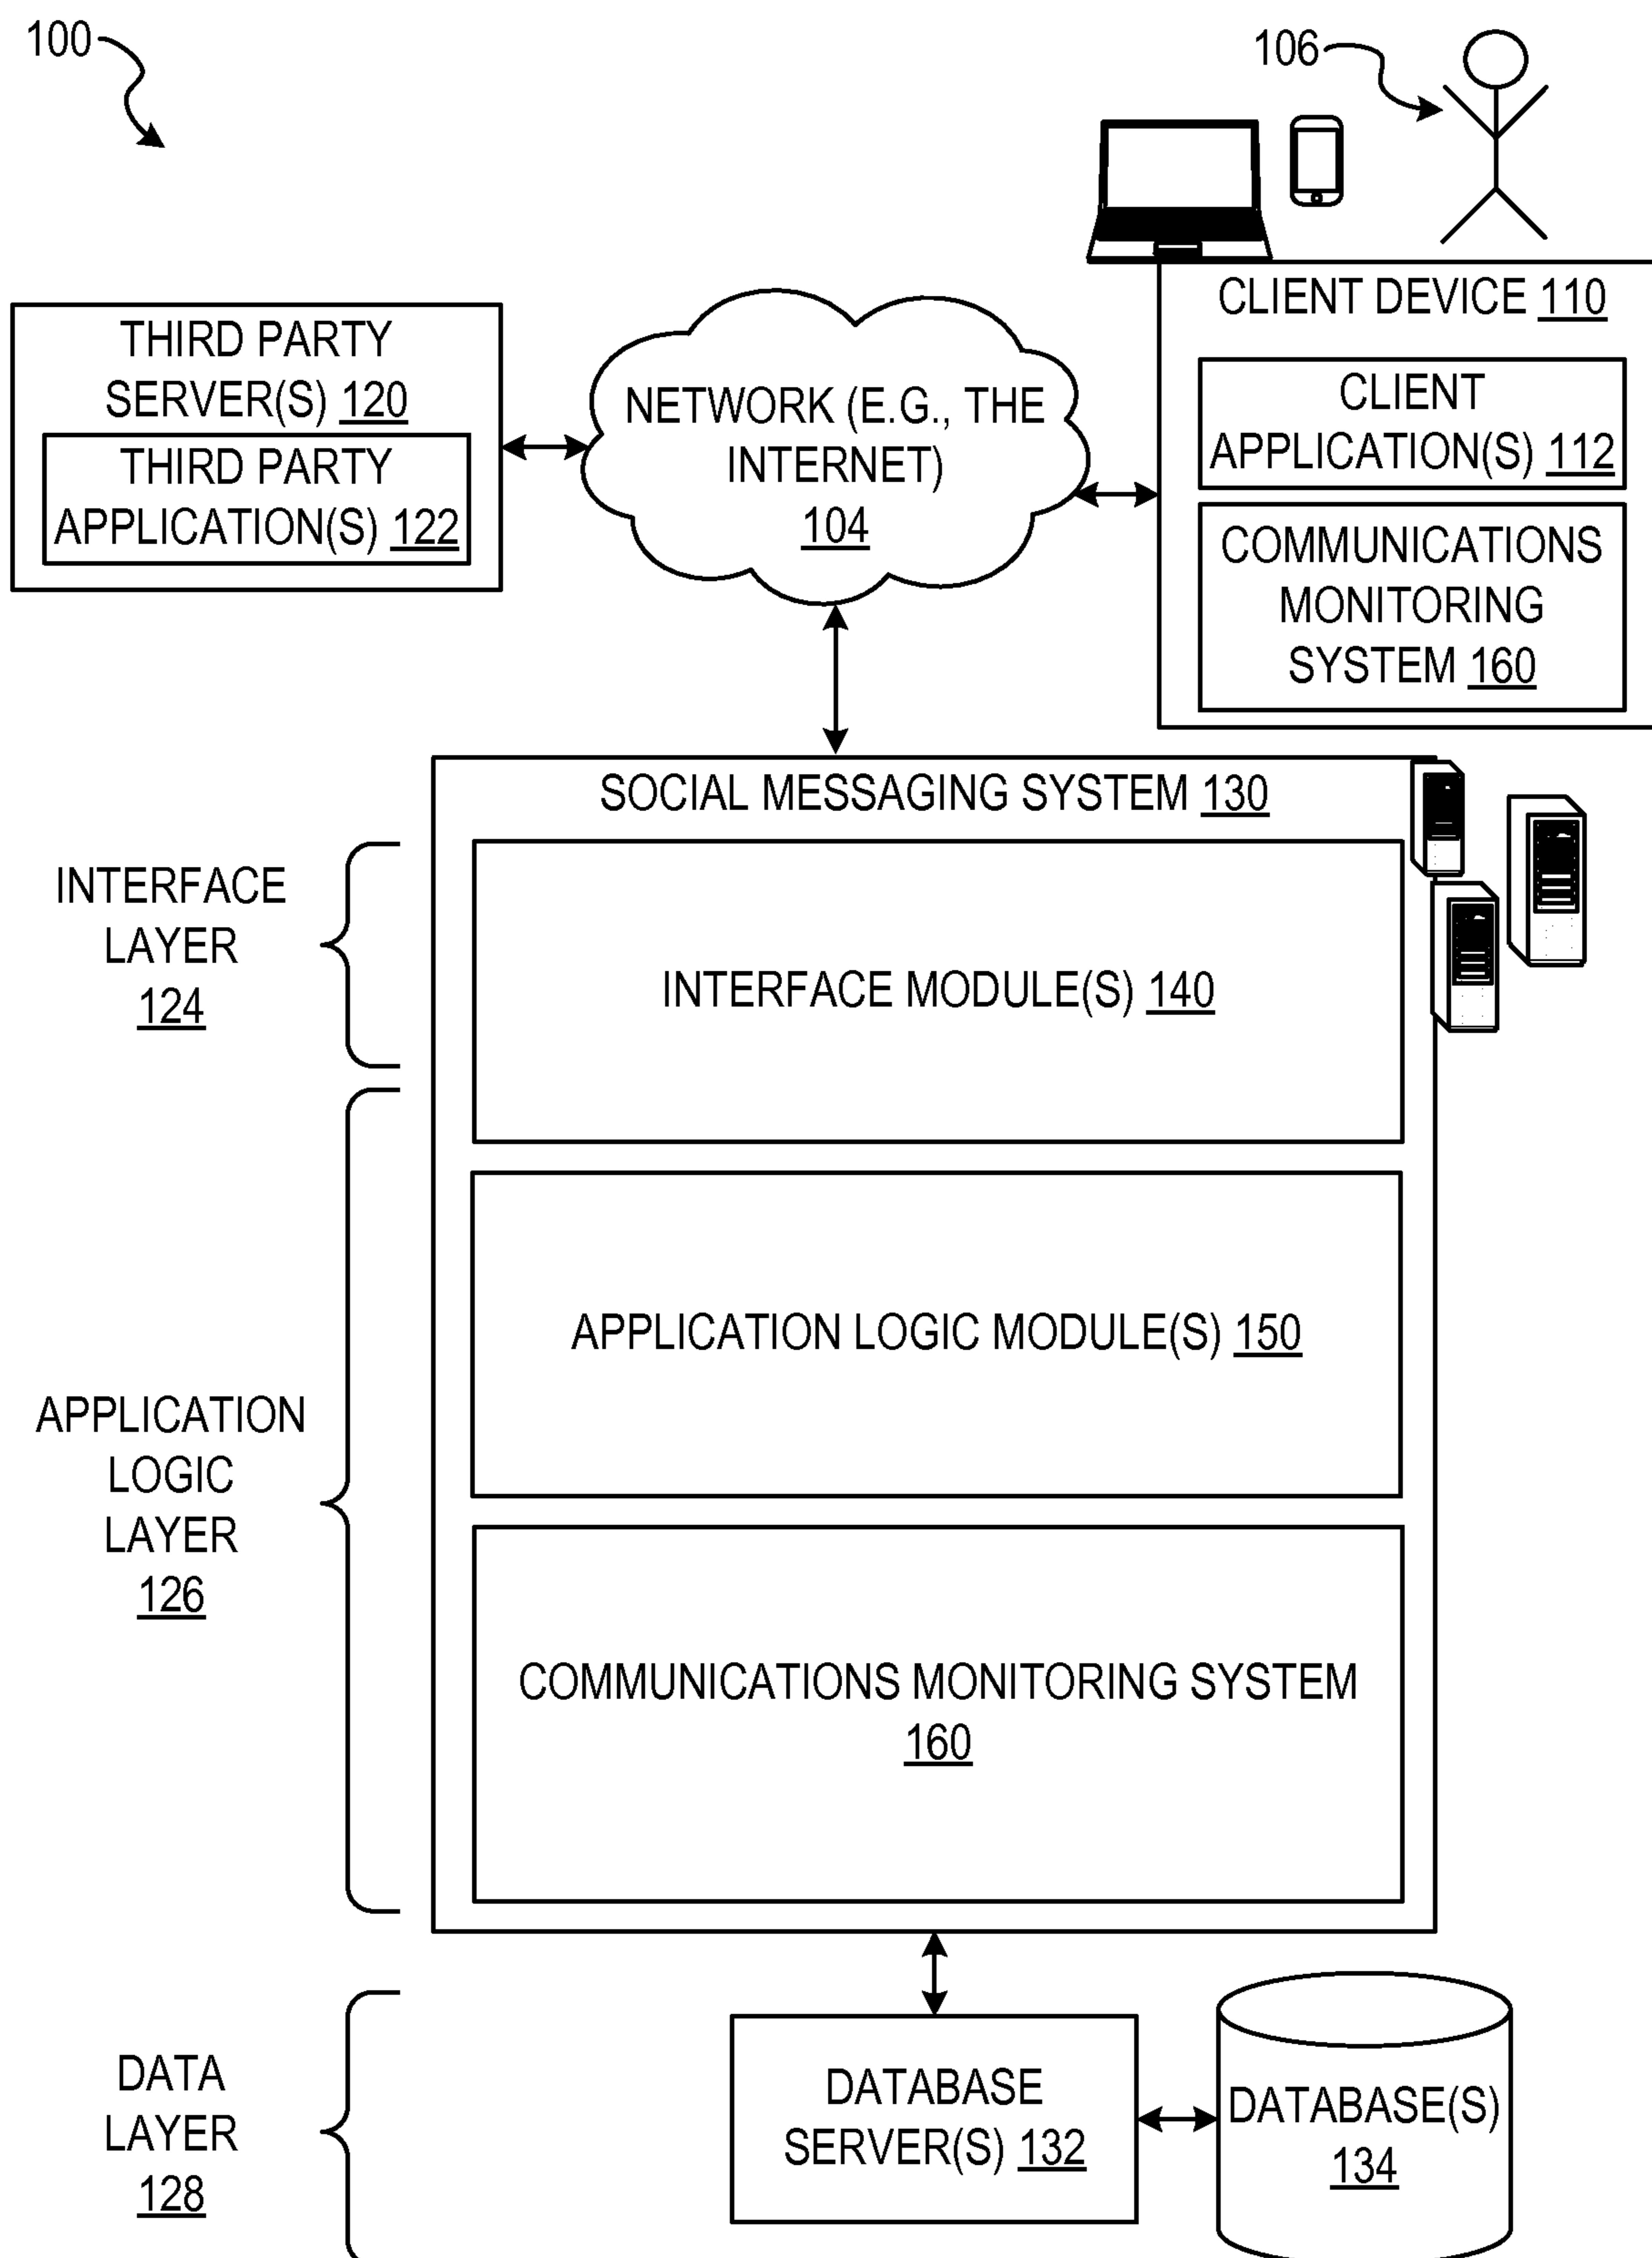 100
106
CLIENT DEVICE 110
CLIENT
APPLICATION(S) 112
COMMUNICATIONS
MONITORING
SYSTEM 160
THIRD PARTY
SERVER(S) 120
THIRD PARTY
APPLICATION(S) 122
NETWORK (E.G., THE
INTERNET)
104
SOCIAL MESSAGING SYSTEM 130
INTERFACE
LAYER
124
INTERFACE MODULE(S) 140
APPLICATION LOGIC MODULE(S) 150
APPLICATION
LOGIC
LAYER
126
COMMUNICATIONS MONITORING SYSTEM
160
DATA
LAYER
128
DATABASE
SERVER(S) 132
DATABASE(S)
134